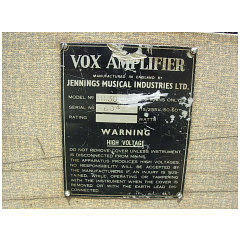 VOX AMPLIFIER
MANUFACTURED IN ENGLAND BY
JENNINGS MUSICAL INDUSTRIES LTD.
MODEL No ONLY
SERIAL No
RATING WATTS
WARNING
HIGH VOLTAGE
DO NOT REMOVE COVER UNLESS INSTRUMENT
IS DISCONNECTED FROM MAINS.
THE APPARATUS PRODUCES HIGH VOLTAGES.
NO RESPONSIBILITY WILL BE ACCEPTED
BY THE MANUFACTURERS IF AN INJURY IS SUS-
TAINED WHILE OPERATING OR TAMPERING
WITH THE INSTRUMENT WHEN THE COVER IS
REMOVED OR WITH THE EARTH LEAD DIS-
CONNECTED.